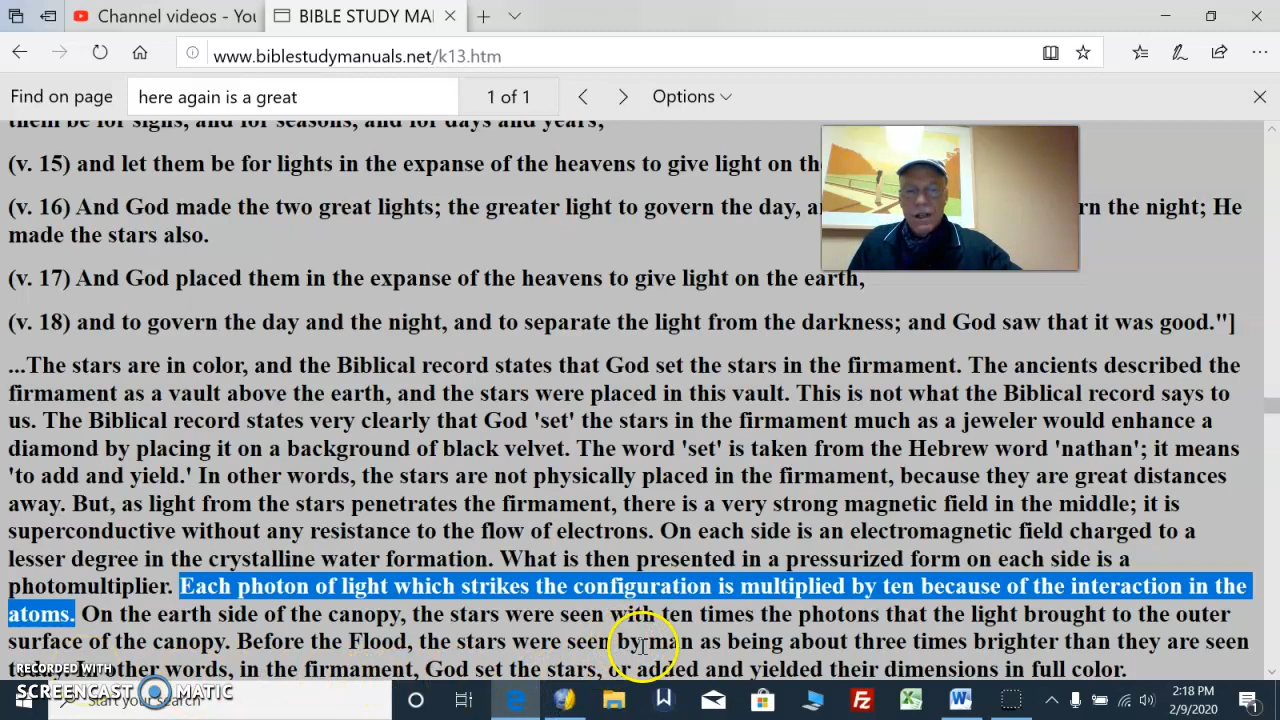 Channel videos - You
BIBLE STUDY MA
www.biblestudymanuals.net/k13.htm
Find on page
here again is a great
1 of 1
Options
them be for signs, and for seasons, and for days and years;
(v. 15) and let them be for lights in the expanse of the heavens to give light on th
(v. 16) And God made the two great lights; the greater light to govern the day, a rn the night; He
made the stars also.
(v. 17) And God placed them in the expanse of the heavens to give light on the earth,
(v. 18) and to govern the day and the night, and to separate the light from the darkness; and God saw that it was good."]
...The stars are in color, and the Biblical record states that God set the stars in the firmament. The ancients described the
firmament as a vault above the earth, and the stars were placed in this vault. This is not what the Biblical record says to
us. The Biblical record states very clearly that God 'set' the stars in the firmament much as a jeweler would enhance a
diamond by placing it on a background of black velvet. The word 'set' is taken from the Hebrew word 'nathan'; it means
'to add and yield.' In other words, the stars are not physically placed in the firmament, because they are great distances
away. But, as light from the stars penetrates the firmament, there is a very strong magnetic field in the middle; it is
superconductive without any resistance to the flow of electrons. On each side is an electromagnetic field charged to a
lesser degree in the crystalline water formation. What is then presented in a pressurized form on each side is a
photomultiplier. Each photon of light which strikes the configuration is multiplied by ten because of the interaction in the
atoms. On the earth side of the canopy, the stars were seen with ten times the photons that the light brought to the outer
surface of the canopy. Before the Flood, the stars were seen by man as being about three times brighter than they are seen
other words, in the firmament, God set the stars, or added and yielded their dimensions in full color.
RECORDED WITH
SCREENCAST MATIC
Search your
2:18 PM
2/9/2020
1